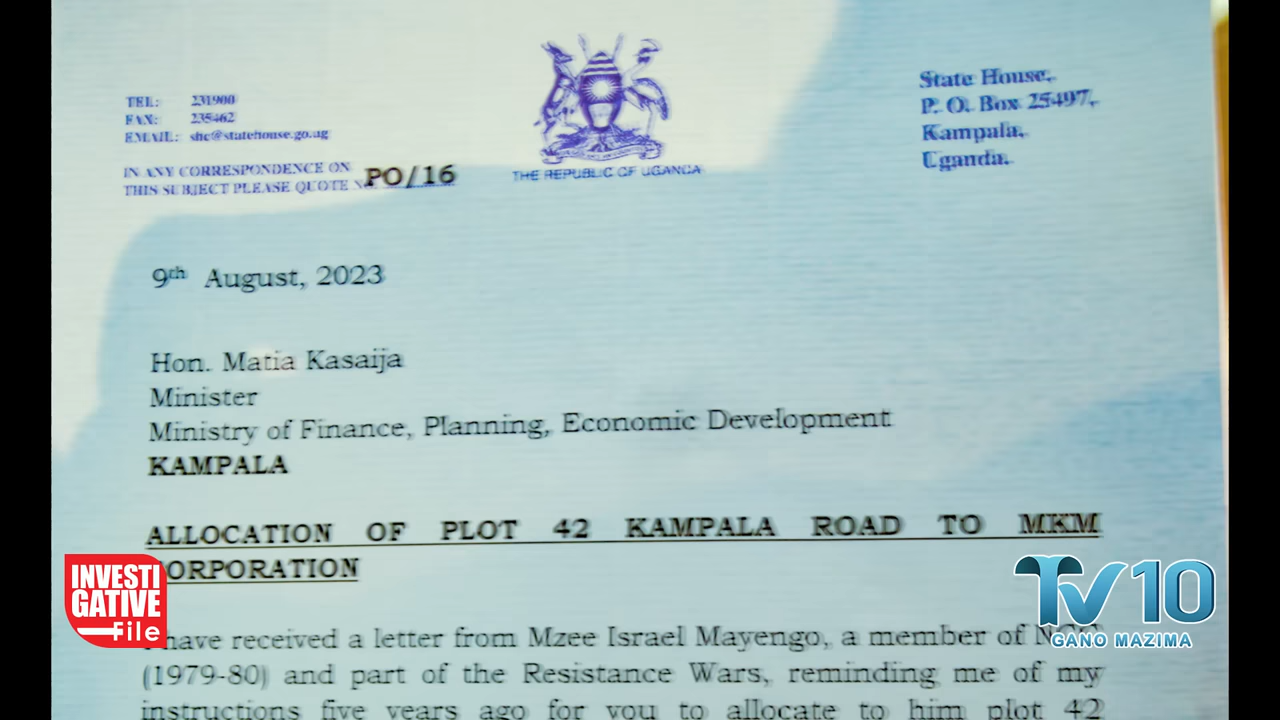 TEL: 231900
FAX: 235462
EMAIL: shc@statehouse.go.ug
IN ANY CORRESPONDENCE ON
THIS SUBJECT PLEASE QUOTE PO/16
THE REPUBLIC OF UGANDA
State House,
P. O. Box 25497,
Kampala,
Uganda.
9th August, 2023
Hon. Matia Kasaija
Minister
Ministry of Finance, Planning, Economic Development
KAMPALA
ALLOCATION OF PLOT 42 KAMPALA ROAD TO MKM
ORPORATION
have received a letter from Mzee Israel Mayengo, a member of
(1979-80) and part of the Resistance Wars, reminding me of my
instructions five years ago for you to allocate to him plot 42
INVESTI
GATIVE
File
TV10
GANO MAZIMA